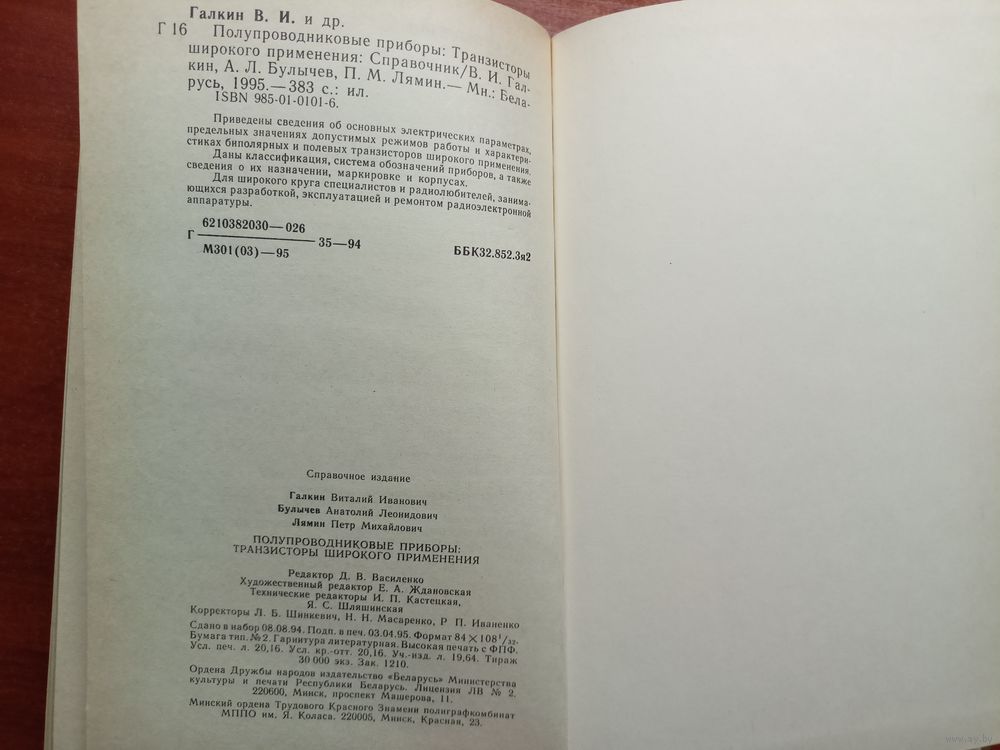 Галкин В. И. и др.
Г 16 Полупроводниковые приборы: Транзисторы
широкого применения: Справочник/В. И. Гал-
кин, А. Л. Булычев, П. М. Лямин.— Мн.: Бела-
русь, 1995.—383 с.: ил.
ISBN 985-01-0101-6.
Приведены сведения об основных электрических параметрах,
предельных значениях допустимых режимов работы и характери-
стиках биполярных и полевых транзисторов широкого применения.
Даны классификация, система обозначений приборов, а также
сведения о их назначении, маркировке и корпусах.
Для широкого круга специалистов и радиолюбителей, занима-
ющихся разработкой, эксплуатацией и ремонтом радиоэлектронной
аппаратуры.
6210382030—026
Г 35—94
М301(03)—95
ББК32.852.3я2
Справочное издание
Галкин Виталий Иванович
Булычев Анатолий Леонидович
Лямин Петр Михайлович
ПОЛУПРОВОДНИКОВЫЕ ПРИБОРЫ:
ТРАНЗИСТОРЫ ШИРОКОГО ПРИМЕНЕНИЯ
Редактор Д. В. Василенко
Художественный редактор Е. А. Ждановская
Технические редакторы И. П. Кастецкая,
Я. С. Шляшинская
Корректоры Л. Б. Шинкевич, Н. Н. Масаренко, Р П. Иваненко
Сдано в набор 08.08.94. Подп. в печ. 03.04.95. Формат 84×108¹/₃₂.
Бумага тип. № 2. Гарнитура литературная. Высокая печать с ФПФ.
Усл. печ. л. 20,16. Усл. кр.-отт. 20,16. Уч.-изд. л. 19,64. Тираж
30 000 экз. Зак. 1210.
Ордена Дружбы народов издательство «Беларусь» Министерства
культуры и печати Республики Беларусь. Лицензия ЛВ № 2.
220600, Минск, проспект Машерова, 11.
Минский ордена Трудового Красного Знамени полиграфкомбинат
МППО им. Я. Коласа. 220005, Минск, Красная, 23.
www.ay.by